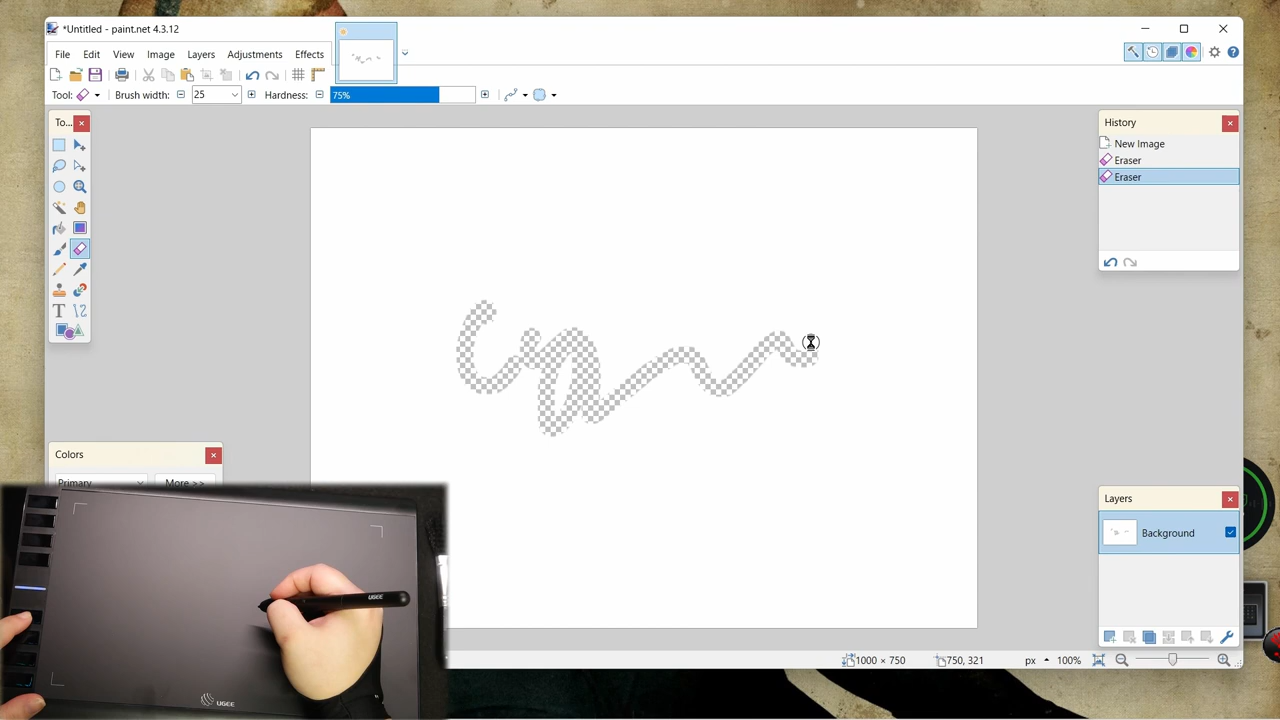 *Untitled - paint.net 4.3.12
File Edit View Image Layers Adjustments Effects
Tool: Brush width: 25 Hardness: 75%
To...
History
New Image
Eraser
Eraser
Colors
Primary More >>
Layers
Background
1000 × 750 750, 321 px 100%
UGEE
UGEE